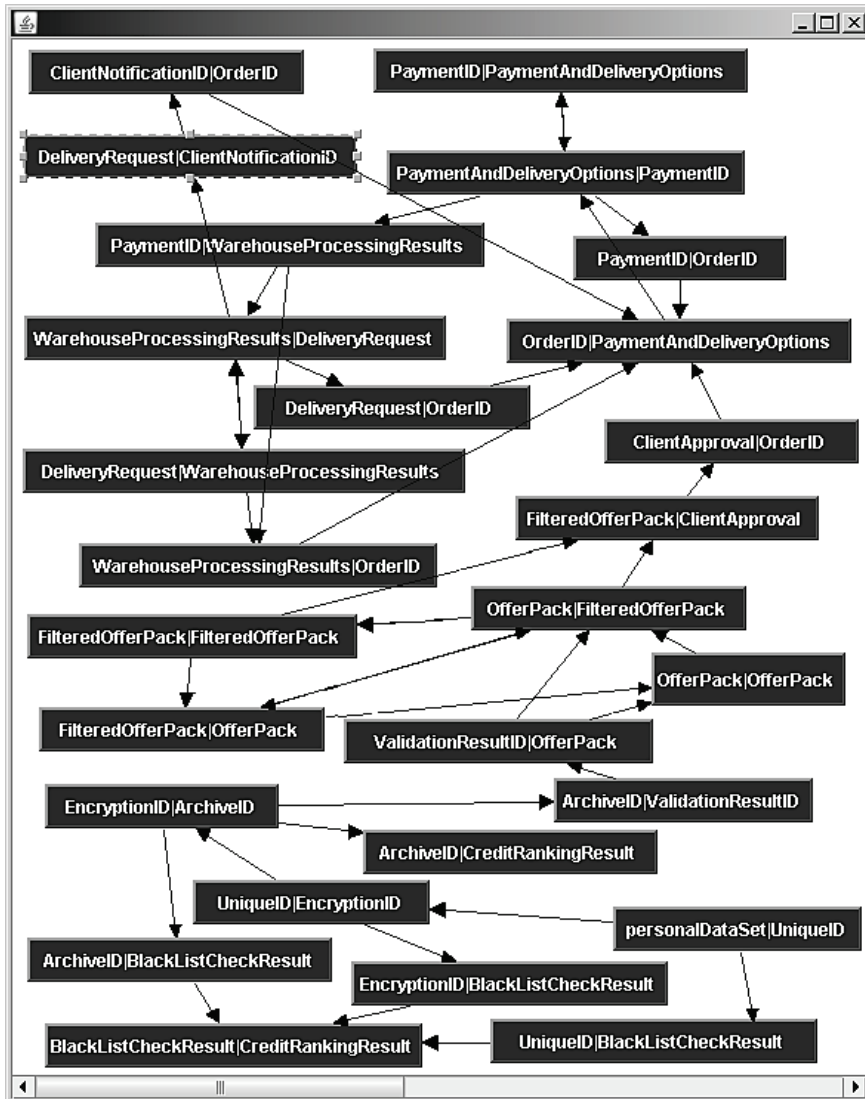 ClientNotificationID|OrderID
PaymentID|PaymentAndDeliveryOptions
DeliveryRequest|ClientNotificationiD
PaymentAndDeliveryOptions|PaymentID
PaymentID|WarehouseProcessingResults
PaymentID|OrderID
WarehouseProcessingResults|DeliveryRequest
OrderID|PaymentAndDeliveryOptions
DeliveryRequest|OrderID
ClientApproval|OrderID
DeliveryRequest|WarehouseProcessingResults
FilteredOfferPack|ClientApproval
WarehouseProcessingResults|OrderID
OfferPack|FilteredOfferPack
FilteredOfferPack|FilteredOfferPack
OfferPack|OfferPack
FilteredOfferPack|OfferPack
ValidationResultID|OfferPack
EncryptionID|ArchiveID
ArchiveID|ValidationResultID
ArchiveID|CreditRankingResult
UniqueID|EncryptionID
personalDataSet|UniqueID
ArchiveID|BlackListCheckResult
EncryptionID|BlackListCheckResult
BlackListCheckResult|CreditRankingResult
UniqueID|BlackListCheckResult